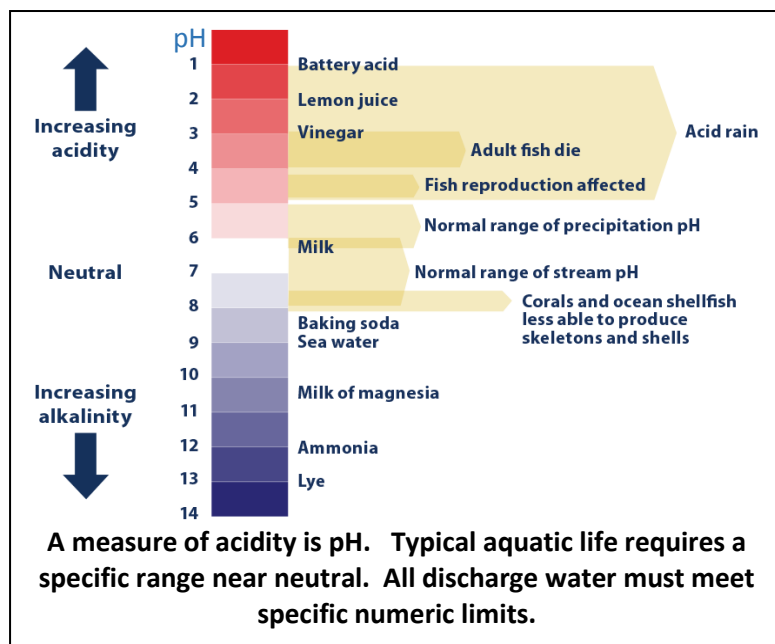 pH
1
Battery acid
2
Lemon juice
Increasing
acidity
3
Vinegar
Acid rain
Adult fish die
4
Fish reproduction affected
5
Normal range of precipitation pH
6
Milk
Neutral
7
Normal range of stream pH
8
Corals and ocean shellfish
less able to produce
skeletons and shells
Baking soda
9
Sea water
10
Increasing
alkalinity
Milk of magnesia
11
12
Ammonia
13
Lye
14
A measure of acidity is pH. Typical aquatic life requires a
specific range near neutral. All discharge water must meet
specific numeric limits.